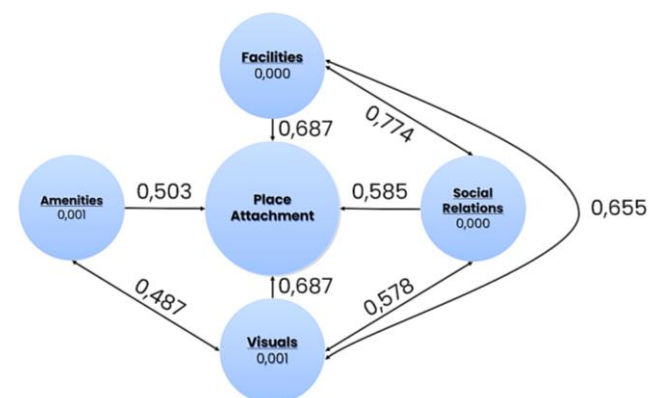 Facilities
0,000
0,687
0,774
Amenities
0,001
0,503
Place
Attachment
0,585
Social
Relations
0,000
0,655
0,487
0,687
0,578
Visuals
0,001